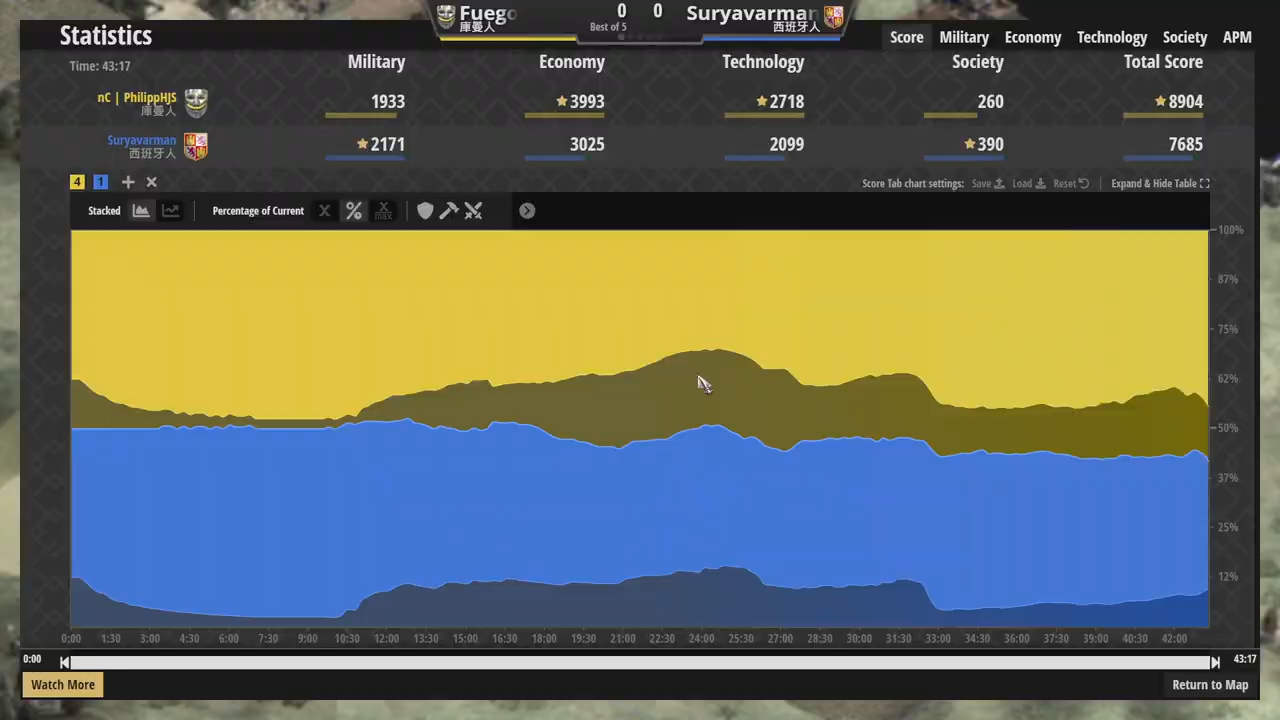 Fuego 0 0 Suryavarman
庫曼人 Best of 5 西班牙人
Statistics
Score Military Economy Technology Society APM
Time: 43:17 Military Economy Technology Society Total Score
nC | PhilippHJS 1933 3993 2718 260 8904
庫曼人
Suryavarman 2171 3025 2099 390 7685
西班牙人
4 1 Score Tab chart settings: Save Load Reset Expand & Hide Table
Stacked Percentage of Current X % X max
100%
87%
75%
62%
50%
37%
25%
12%
0:00 1:30 3:00 4:30 6:00 7:30 9:00 10:30 12:00 13:30 15:00 16:30 18:00 19:30 21:00 22:30 24:00 25:30 27:00 28:30 30:00 31:30 33:00 34:30 36:00 37:30 39:00 40:30 42:00
0:00 43:17
Watch More Return to Map